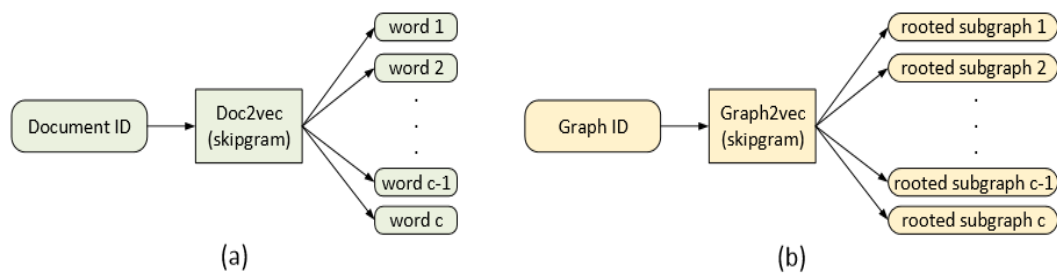 Document ID
Doc2vec
(skipgram)
word 1
word 2
.
.
.
word c-1
word c
(a)
Graph ID
Graph2vec
(skipgram)
rooted subgraph 1
rooted subgraph 2
.
.
.
rooted subgraph c-1
rooted subgraph c
(b)